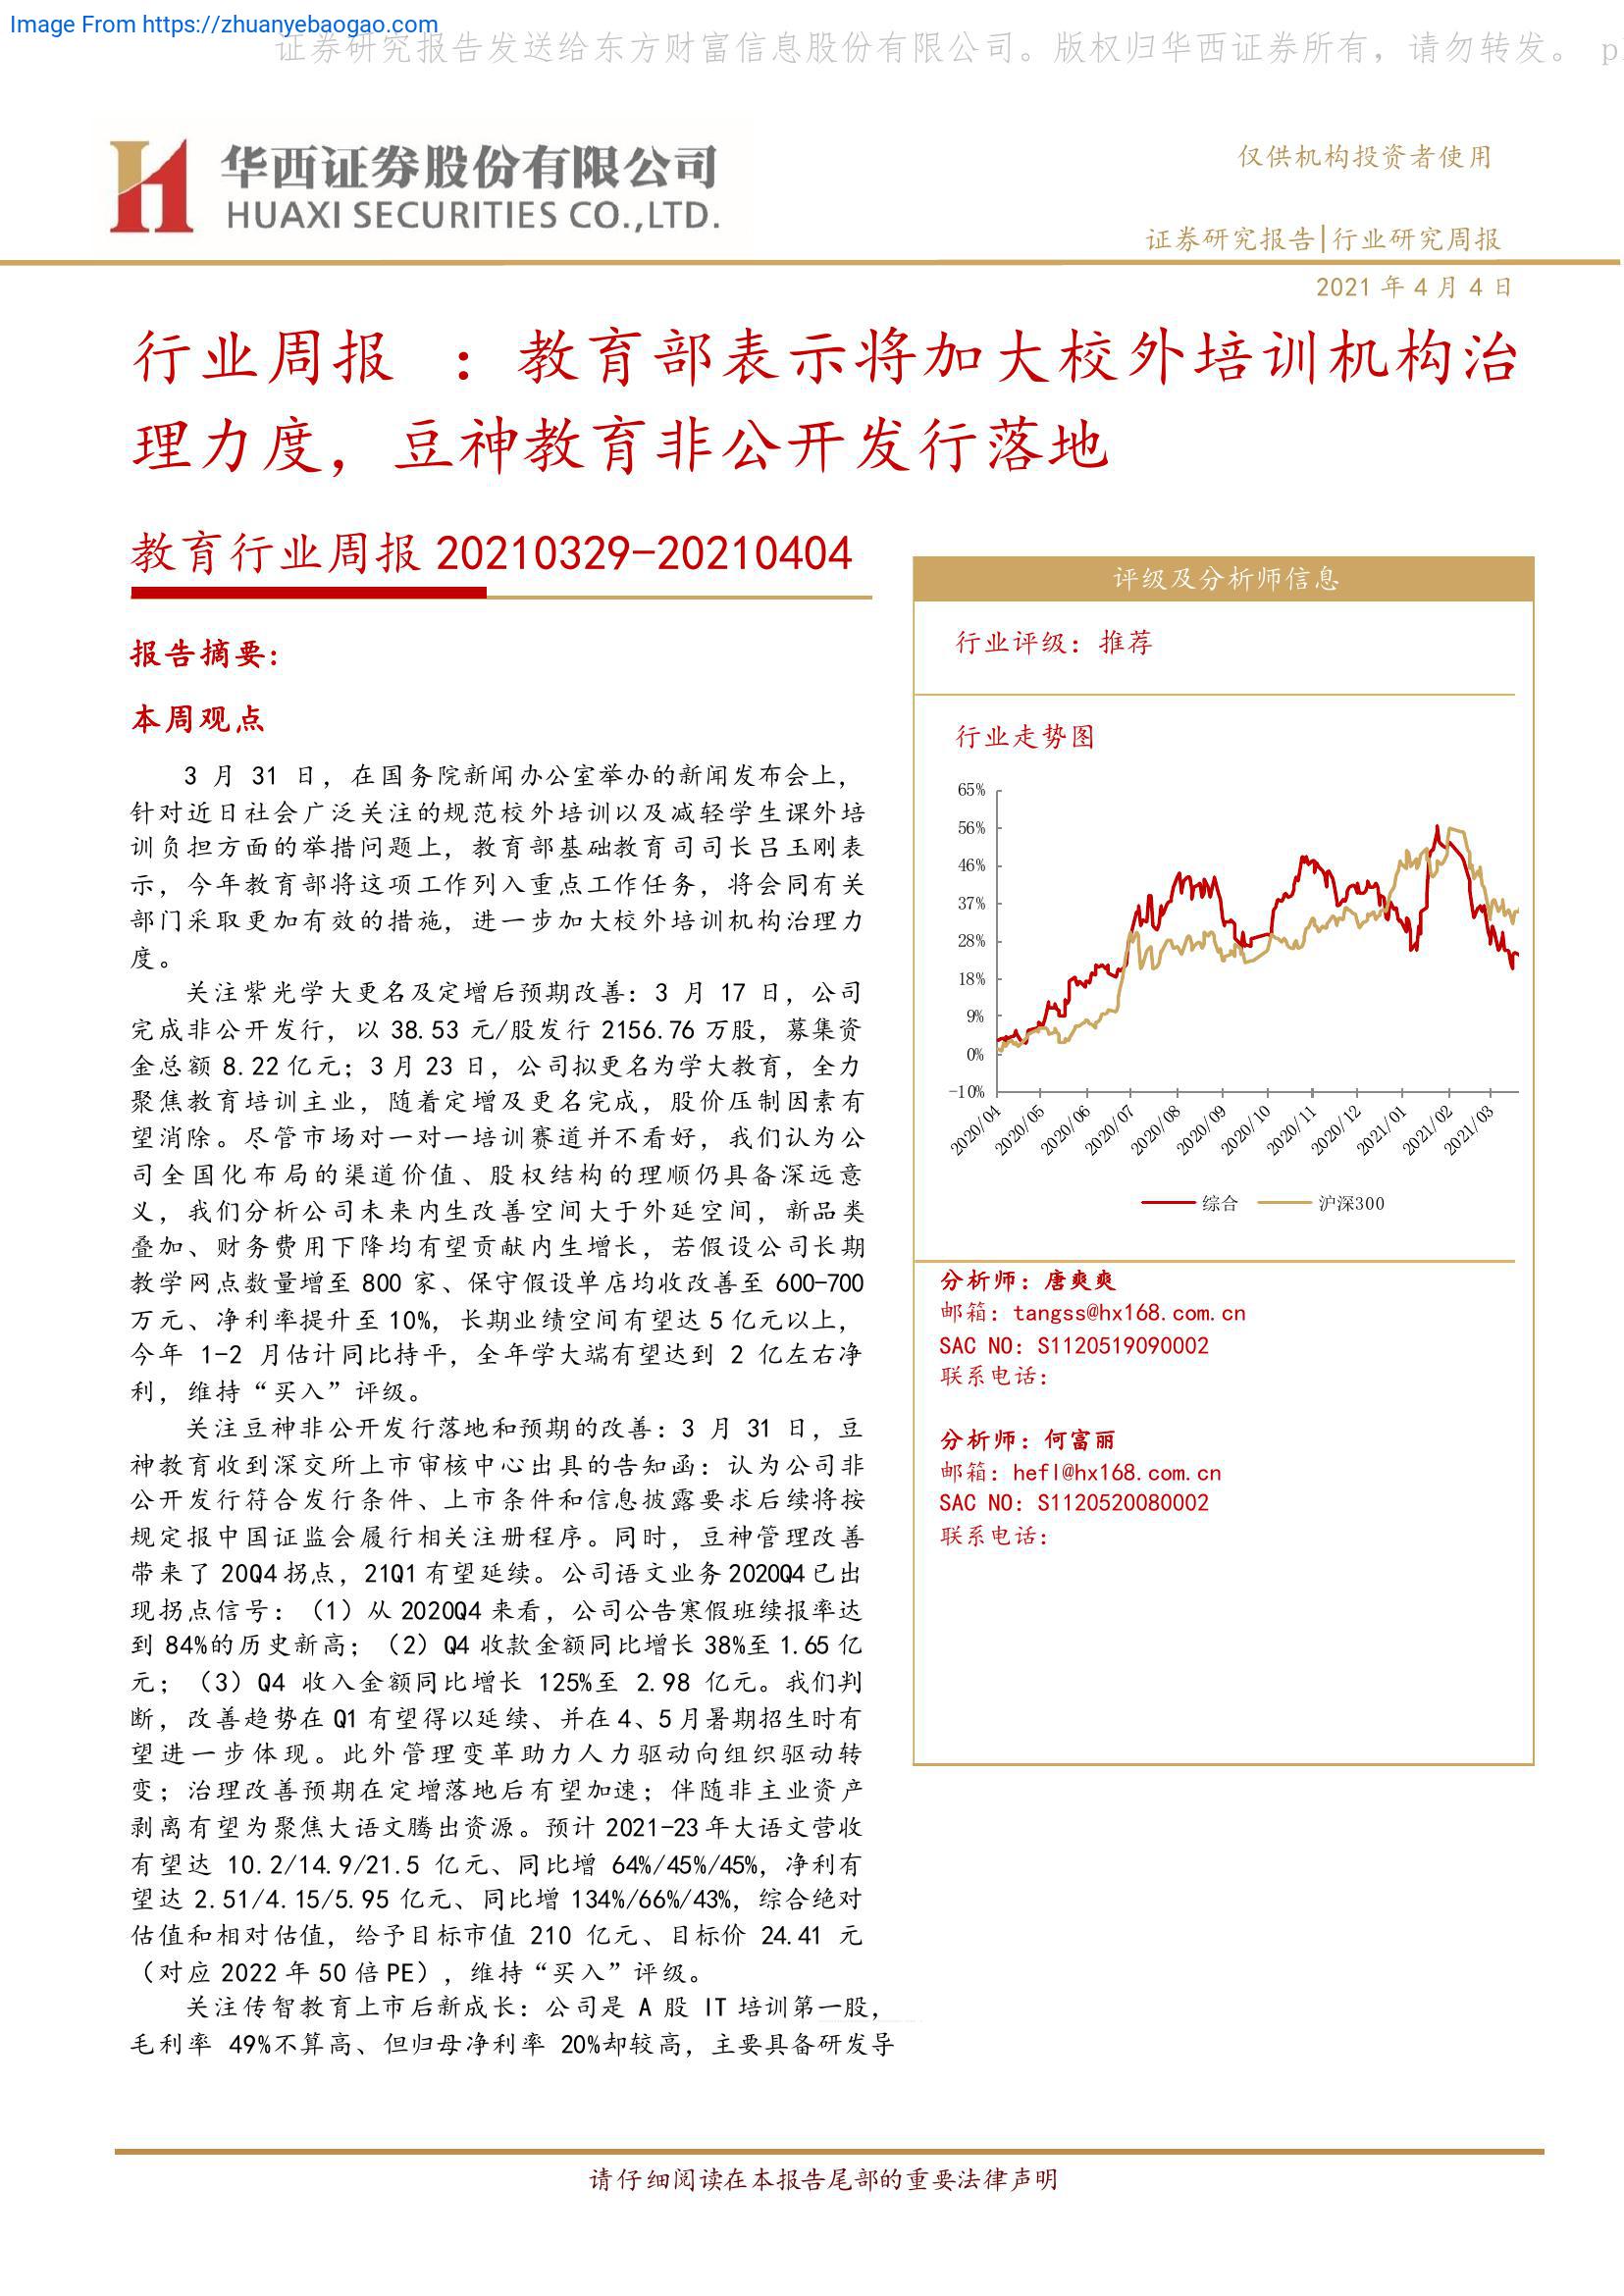 Image From https://zhuanyebaogao.com
证券研究报告发送给东方财富信息股份有限公司。版权归华西证券所有，请勿转发。 p
华西证券股份有限公司
HUAXI SECURITIES CO.,LTD.
仅供机构投资者使用
证券研究报告|行业研究周报
2021 年 4 月 4 日
行业周报 ：教育部表示将加大校外培训机构治
理力度，豆神教育非公开发行落地
教育行业周报 20210329-20210404
报告摘要：
本周观点
3 月 31 日，在国务院新闻办公室举办的新闻发布会上，
针对近日社会广泛关注的规范校外培训以及减轻学生课外培
训负担方面的举措问题上，教育部基础教育司司长吕玉刚表
示，今年教育部将这项工作列入重点工作任务，将会同有关
部门采取更加有效的措施，进一步加大校外培训机构治理力
度。
关注紫光学大更名及定增后预期改善：3 月 17 日，公司
完成非公开发行，以 38.53 元/股发行 2156.76 万股，募集资
金总额 8.22 亿元；3 月 23 日，公司拟更名为学大教育，全力
聚焦教育培训主业，随着定增及更名完成，股价压制因素有
望消除。尽管市场对一对一培训赛道并不看好，我们认为公
司全国化布局的渠道价值、股权结构的理顺仍具备深远意
义，我们分析公司未来内生改善空间大于外延空间，新品类
叠加、财务费用下降均有望贡献内生增长，若假设公司长期
教学网点数量增至 800 家、保守假设单店均收改善至 600-700
万元、净利率提升至 10%，长期业绩空间有望达 5 亿元以上，
今年 1-2 月估计同比持平，全年学大端有望达到 2 亿左右净
利，维持“买入”评级。
关注豆神非公开发行落地和预期的改善：3 月 31 日，豆
神教育收到深交所上市审核中心出具的告知函：认为公司非
公开发行符合发行条件、上市条件和信息披露要求后续将按
规定报中国证监会履行相关注册程序。同时，豆神管理改善
带来了 20Q4 拐点，21Q1 有望延续。公司语文业务 2020Q4 已出
现拐点信号：（1）从 2020Q4 来看，公司公告寒假班续报率达
到 84%的历史新高；（2）Q4 收款金额同比增长 38%至 1.65 亿
元；（3）Q4 收入金额同比增长 125%至 2.98 亿元。我们判
断，改善趋势在 Q1 有望得以延续、并在 4、5 月暑期招生时有
望进一步体现。此外管理变革助力人力驱动向组织驱动转
变；治理改善预期在定增落地后有望加速；伴随非主业资产
剥离有望为聚焦大语文腾出资源。预计 2021-23 年大语文营收
有望达 10.2/14.9/21.5 亿元、同比增 64%/45%/45%，净利有
望达 2.51/4.15/5.95 亿元、同比增 134%/66%/43%，综合绝对
估值和相对估值，给予目标市值 210 亿元、目标价 24.41 元
（对应 2022 年 50 倍 PE），维持“买入”评级。
关注传智教育上市后新成长：公司是 A 股 IT 培训第一股，
毛利率 49%不算高、但归母净利率 20%却较高，主要具备研发导
评级及分析师信息
行业评级：推荐
行业走势图
65%
56%
46%
37%
28%
18%
9%
0%
-10%
2020/04
2020/05
2020/06
2020/07
2020/08
2020/09
2020/10
2020/11
2020/12
2021/01
2021/02
2021/03
综合 沪深300
分析师：唐爽爽
邮箱：tangss@hx168.com.cn
SAC NO：S1120519090002
联系电话：
分析师：何富丽
邮箱：hefl@hx168.com.cn
SAC NO：S1120520080002
联系电话：
请仔细阅读在本报告尾部的重要法律声明